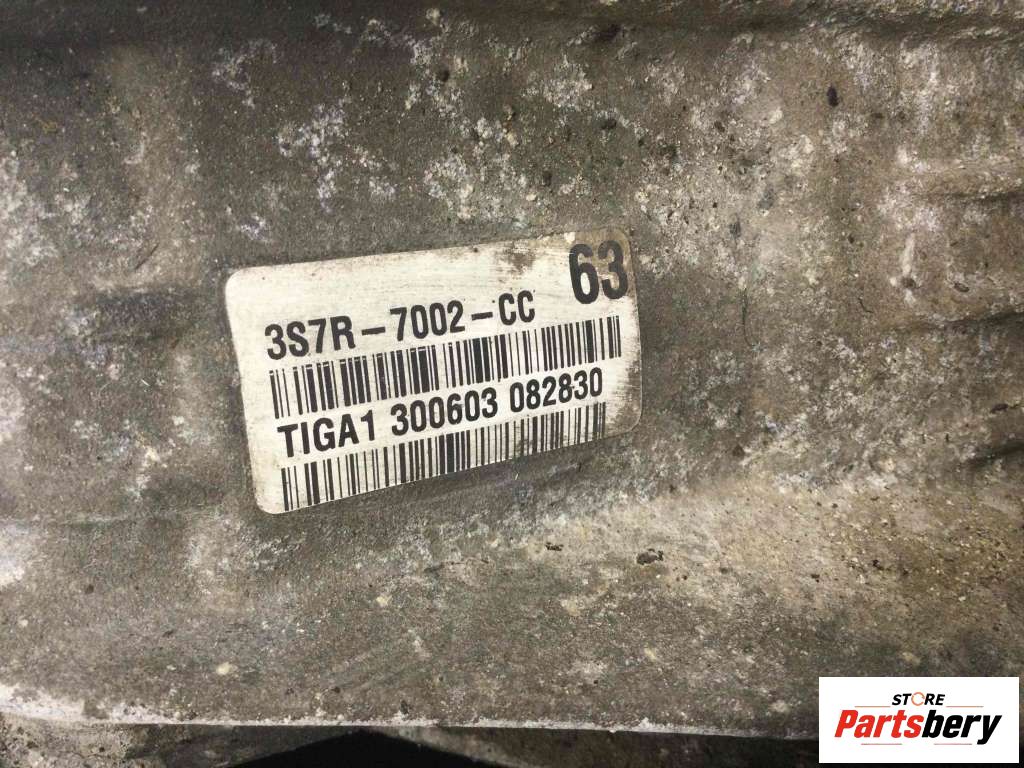 63
3S7R-7002-CC
TIGA1 300603 082830
STORE
Partsbery